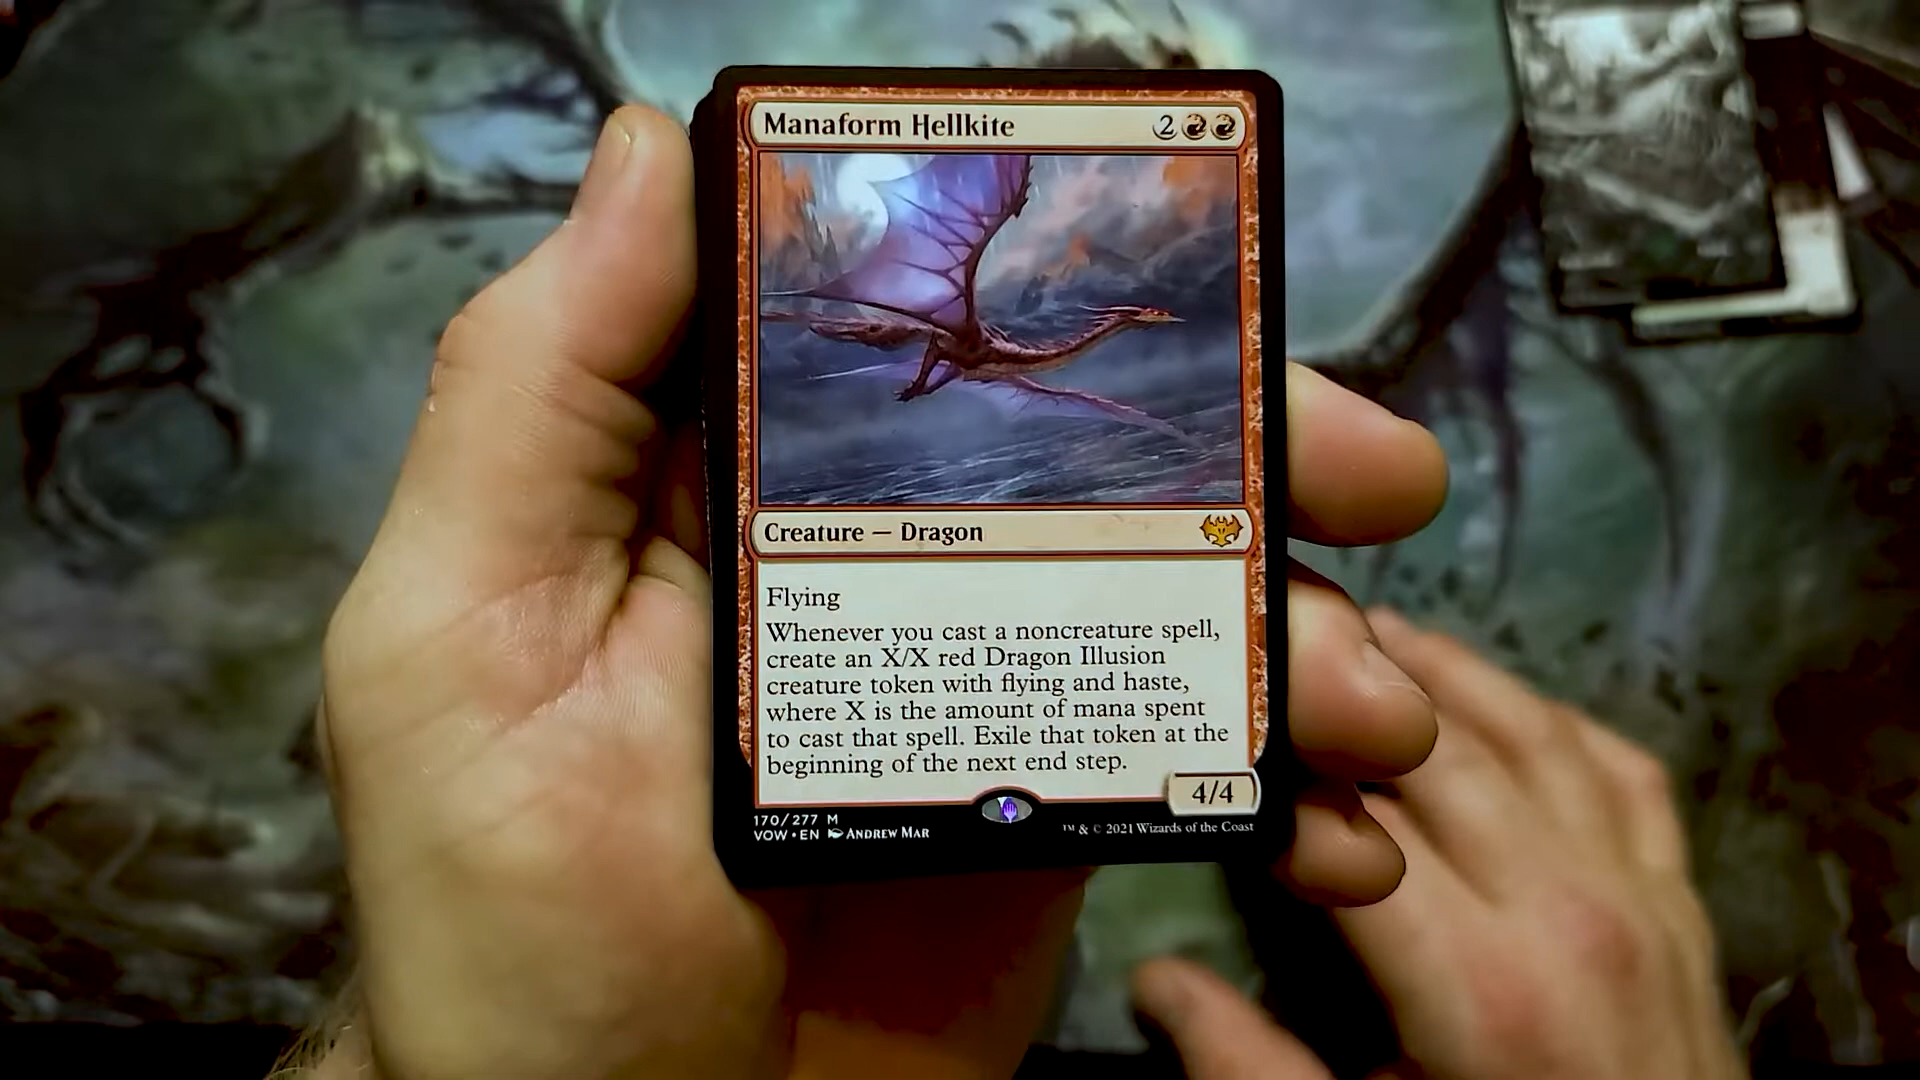 Manaform Hellkite 2
Creature — Dragon
Flying
Whenever you cast a noncreature spell,
create an X/X red Dragon Illusion
creature token with flying and haste,
where X is the amount of mana spent
to cast that spell. Exile that token at the
beginning of the next end step.
4/4
170/277 M
VOW • EN Andrew Mar
™ & © 2021 Wizards of the Coast